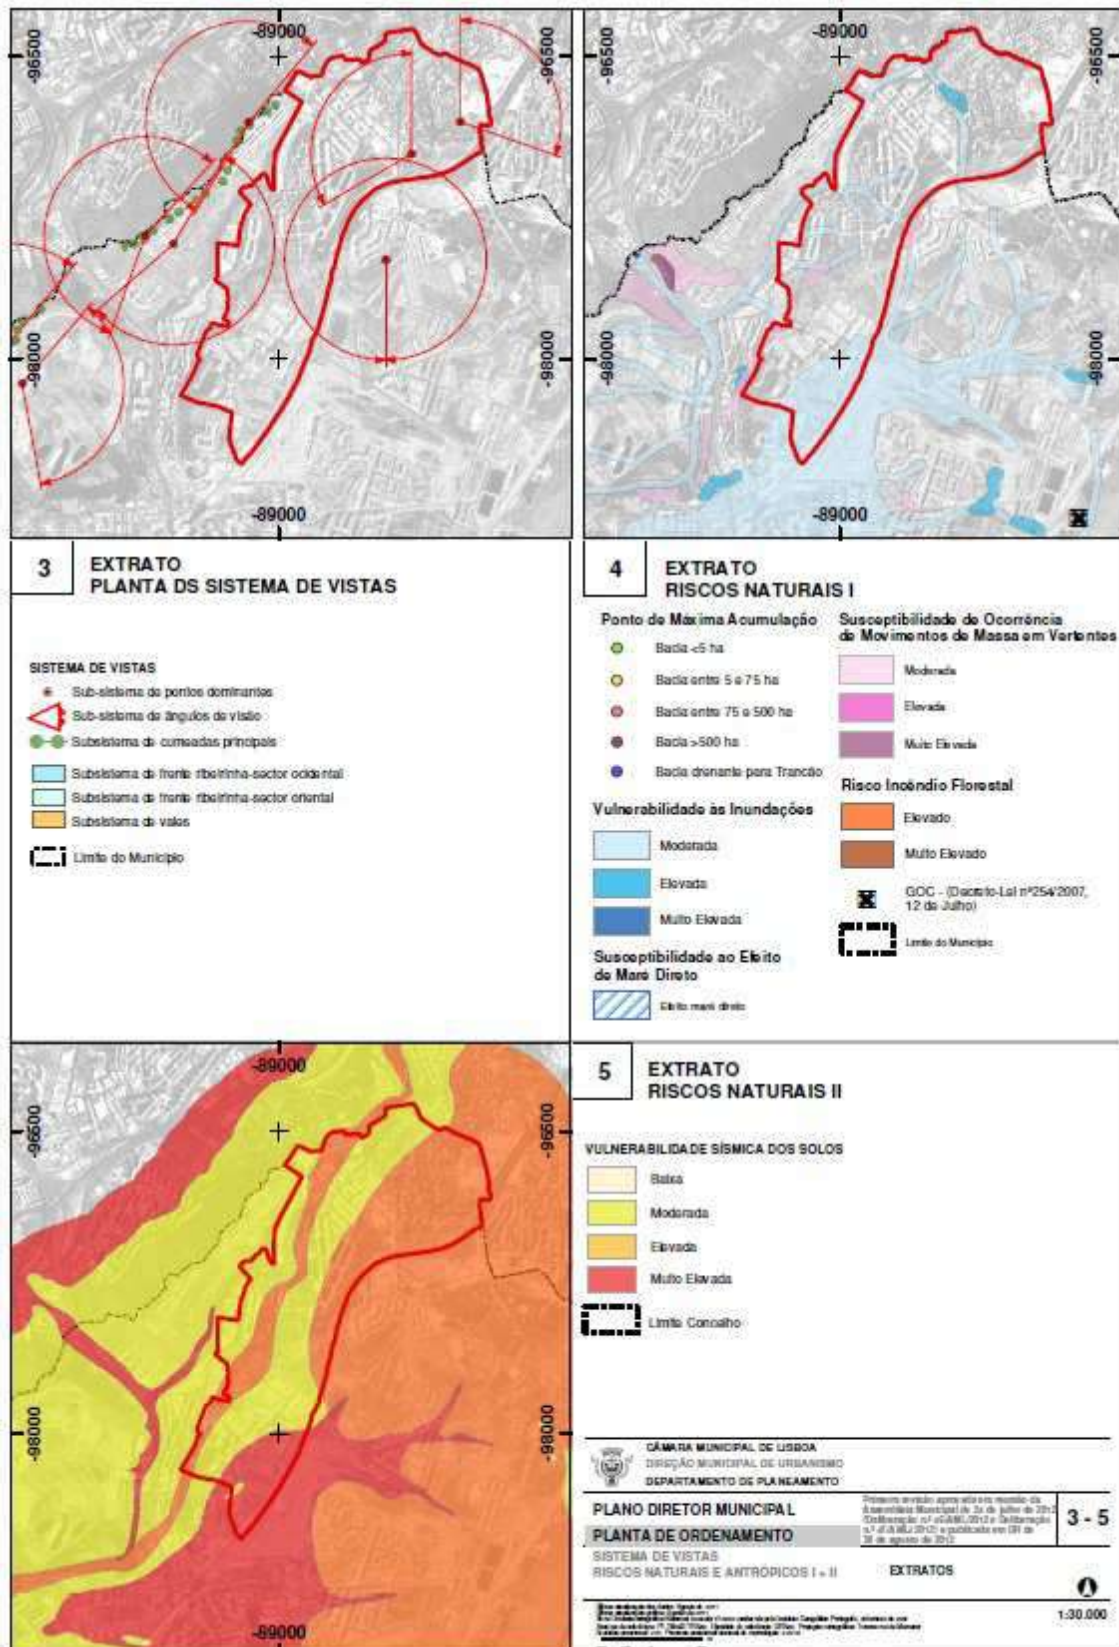 -89000
-96500
-96500
-98000
-98000
-89000
-89000
-96500
-96500
-98000
-98000
-89000
3
EXTRATO
PLANTA DS SISTEMA DE VISTAS
SISTEMA DE VISTAS
Sub-sistema de pontos dominantes
Sub-sistema de ângulos de visão
Subsistema de cumeadas principais
Subsistema de frente ribeirinha-sector ocidental
Subsistema de frente ribeirinha-sector oriental
Subsistema de vales
Limite do Município
4
EXTRATO
RISCOS NATURAIS I
Ponto de Máxima Acumulação
Bacia <5 ha
Bacia entre 5 e 75 ha
Bacia entre 75 e 500 ha
Bacia >500 ha
Bacia drenante para Trancão
Vulnerabilidade às Inundações
Moderada
Elevada
Muito Elevada
Susceptibilidade ao Efeito
de Maré Direto
Efeito maré direto
Susceptibilidade de Ocorrência
de Movimentos de Massa em Vertentes
Moderada
Elevada
Muito Elevada
Risco Incêndio Florestal
Elevado
Muito Elevado
GOC - (Decreto-Lei nº254/2007,
12 de Julho)
Limite do Município
-89000
-96500
-96500
-98000
-98000
-89000
5
EXTRATO
RISCOS NATURAIS II
VULNERABILIDADE SÍSMICA DOS SOLOS
Baixa
Moderada
Elevada
Muito Elevada
Limite Concelho
CÂMARA MUNICIPAL DE LISBOA
DIREÇÃO MUNICIPAL DE URBANISMO
DEPARTAMENTO DE PLANEAMENTO
PLANO DIRETOR MUNICIPAL
PLANTA DE ORDENAMENTO
3 - 5
SISTEMA DE VISTAS
RISCOS NATURAIS E ANTRÓPICOS I e II
EXTRATOS
1:30.000